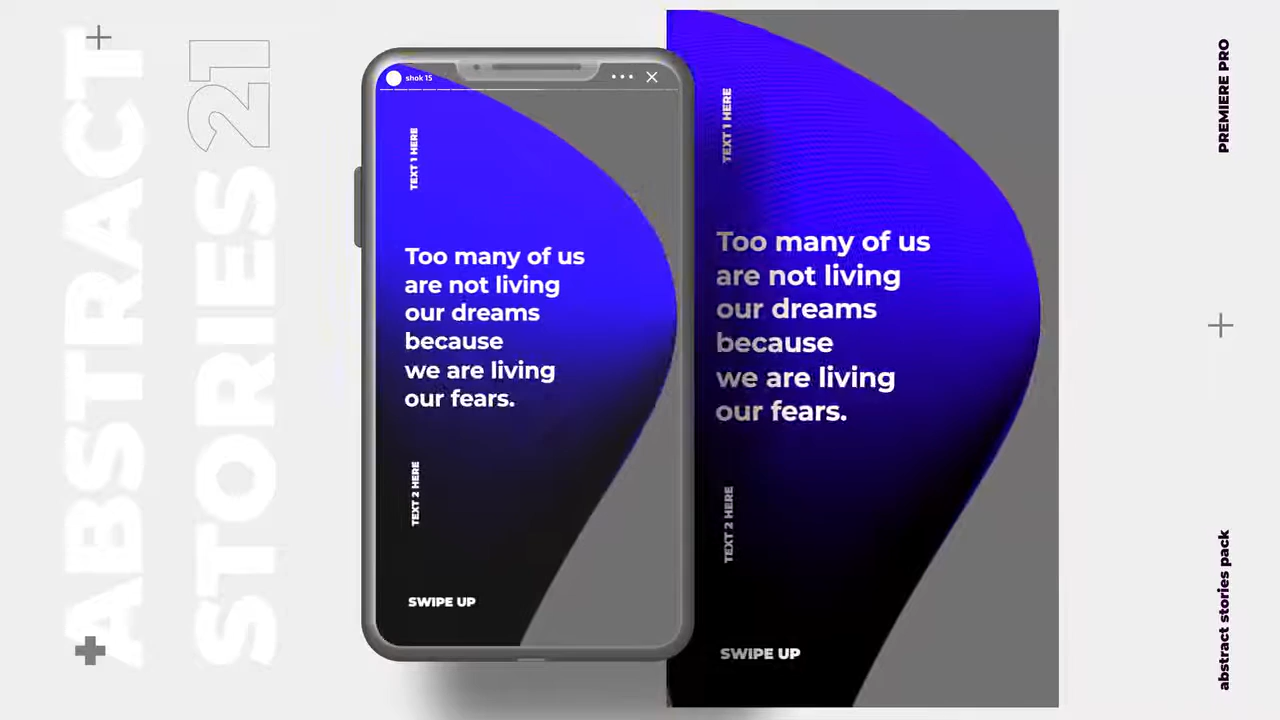 ABSTRACT
STORIES 21
shok 15
TEXT 1 HERE
Too many of us
are not living
our dreams
because
we are living
our fears.
TEXT 2 HERE
SWIPE UP
TEXT 1 HERE
Too many of us
are not living
our dreams
because
we are living
our fears.
TEXT 2 HERE
SWIPE UP
PREMIERE PRO
abstract stories pack